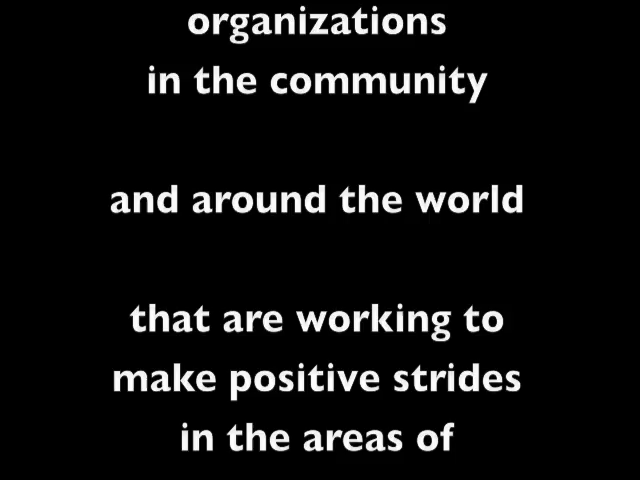 organizations
in the community
and around the world
that are working to
make positive strides
in the areas of